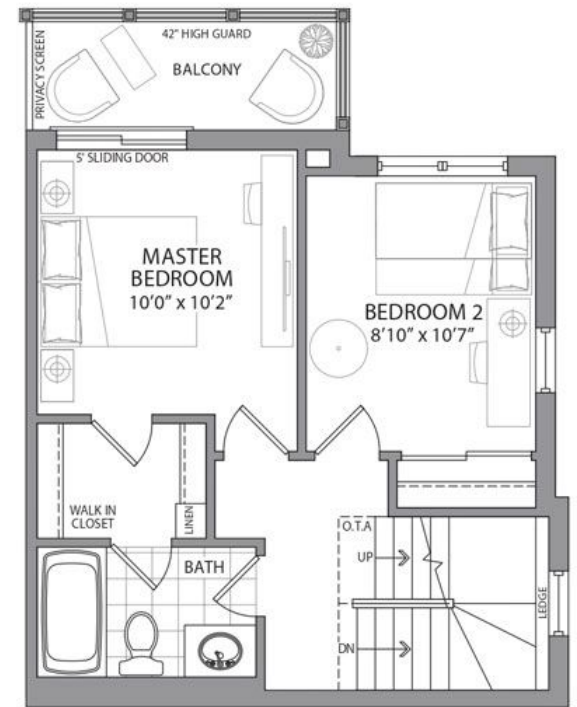 42" HIGH GUARD
PRIVACY SCREEN
BALCONY
5' SLIDING DOOR
MASTER
BEDROOM
10'0" x 10'2"
BEDROOM 2
8'10" x 10'7"
WALK IN
CLOSET
LINEN
O.T.A
UP
BATH
LEDGE
DN